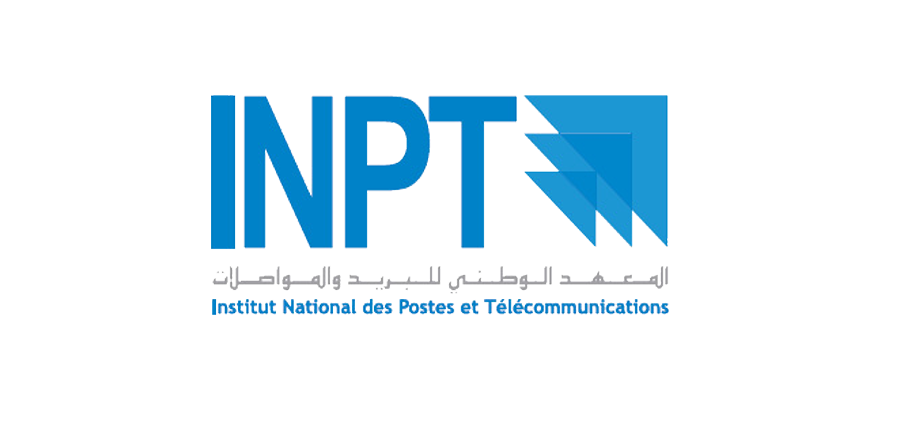 INPT
المعهد الوطني للبريد والمواصلات
Institut National des Postes et Télécommunications